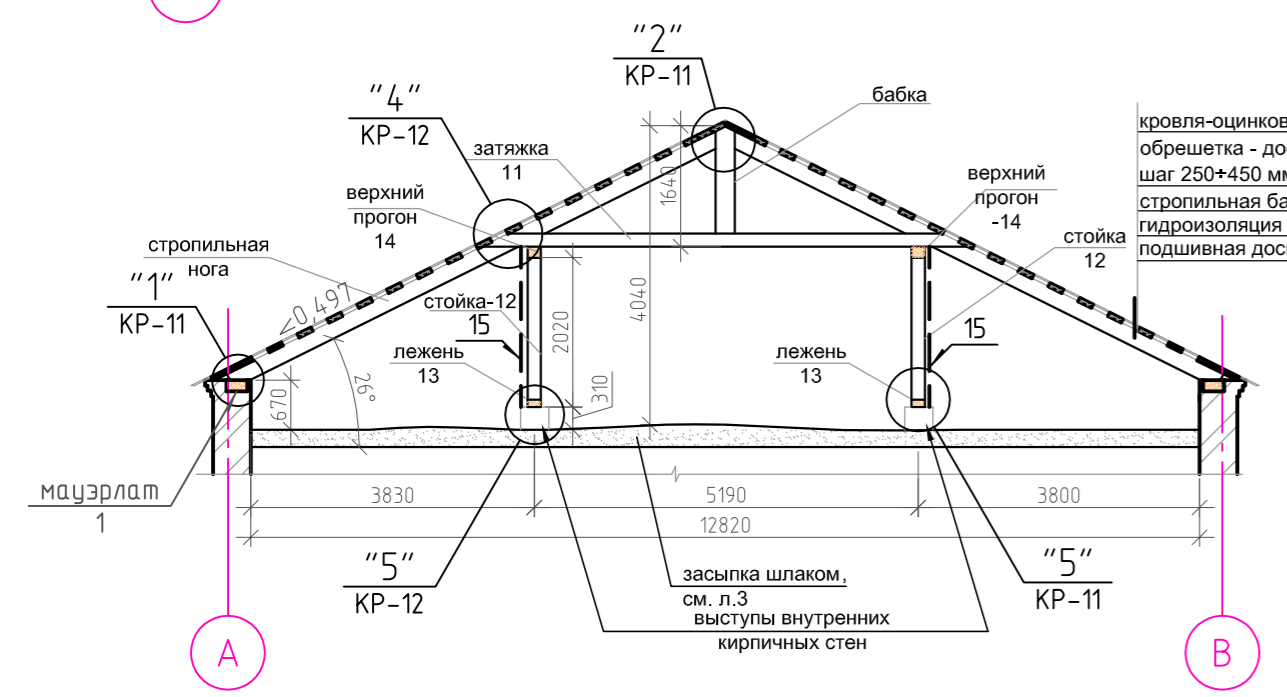 "2"
КР-11
"4"
КР-12
бабка
затяжка
11
верхний
прогон
14
верхний
прогон
-14
стропильная
нога
стойка
12
"1"
КР-11
<0,497
26°
стойка-12
15
15
лежень
13
лежень
13
1640
4040
2020
310
670
шаг 250÷450 мм
гидроизоляция
3830
5190
3800
12820
мауэрлат
1
"5"
КР-12
"5"
КР-11
засыпка шлаком,
см. л.3
выступы внутренних
кирпичных стен
А
В
кровля-оцинков
обрешетка - дос
стропильная ба
подшивная дос